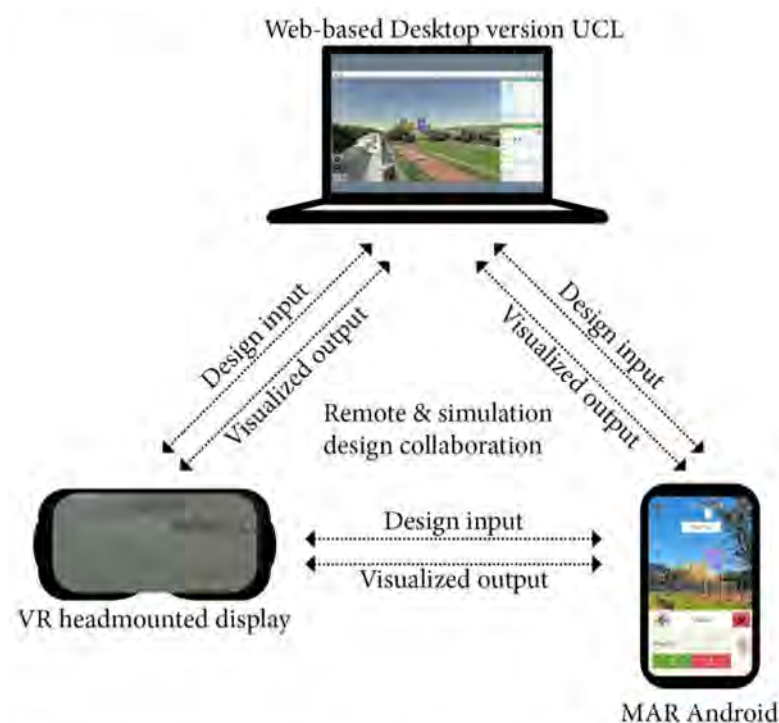 Web-based Desktop version UCL
Design input
Visualized output
Design input
Visualized output
Remote & simulation
design collaboration
Design input
Visualized output
VR headmounted display
MAR Android